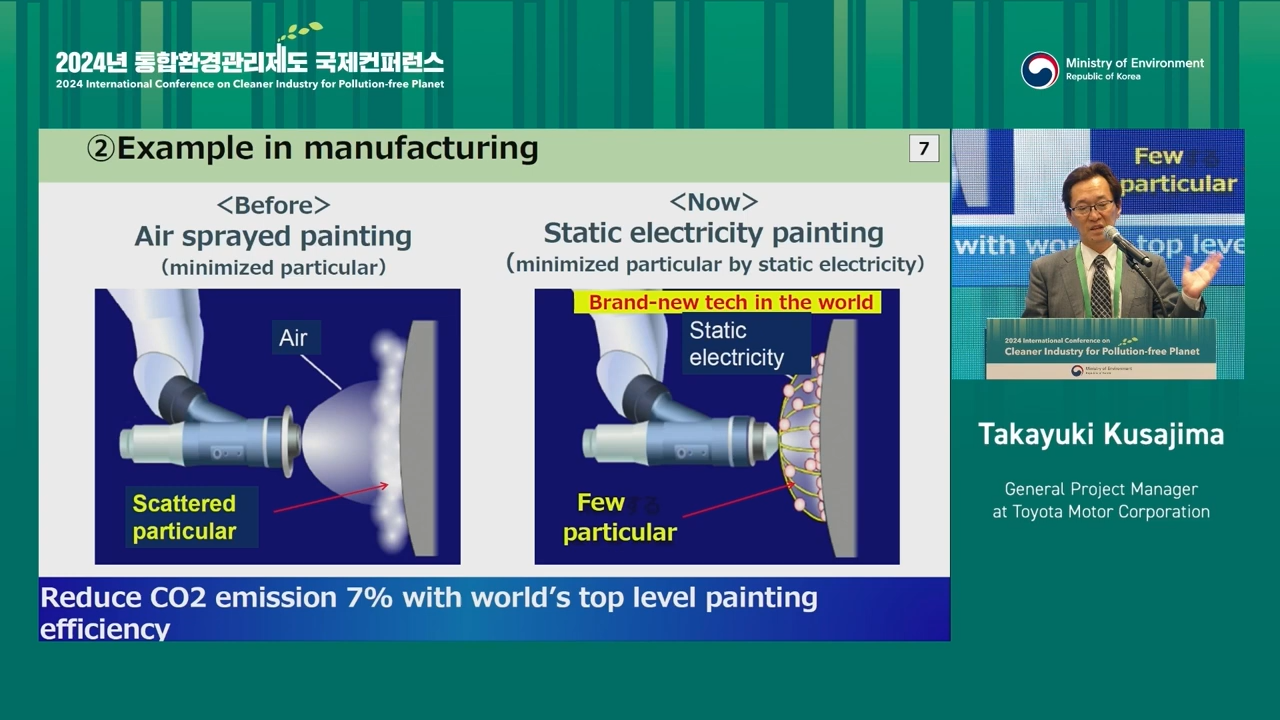 2024년 통합환경관리제도 국제컨퍼런스
2024 International Conference on Cleaner Industry for Pollution-free Planet
Ministry of Environment
Republic of Korea
②Example in manufacturing
7
<Before>
Air sprayed painting
(minimized particular)
Air
Scattered
particular
<Now>
Static electricity painting
(minimized particular by static electricity)
Brand-new tech in the world
Static
electricity
Few
particular
Reduce CO2 emission 7% with world's top level painting
efficiency
Few
particular
with world's top leve
2024 International Conference on
Cleaner Industry for Pollution-free Planet
Ministry of Environment
Takayuki Kusajima
General Project Manager
at Toyota Motor Corporation